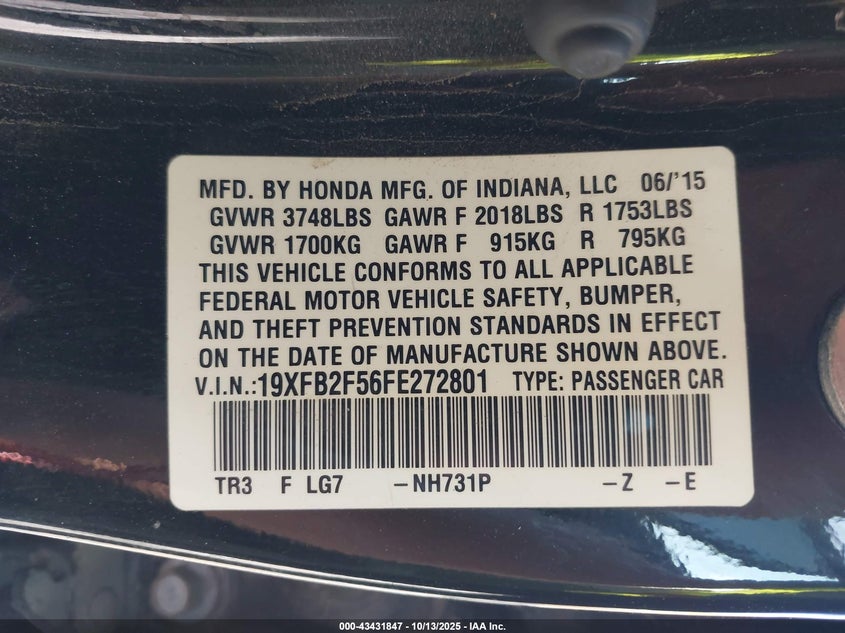 MFD. BY HONDA MFG. OF INDIANA, LLC 06/'15
GVWR 3748LBS GAWR F 2018LBS R 1753LBS
GVWR 1700KG GAWR F 915KG R 795KG
THIS VEHICLE CONFORMS TO ALL APPLICABLE
FEDERAL MOTOR VEHICLE SAFETY, BUMPER,
AND THEFT PREVENTION STANDARDS IN EFFECT
ON THE DATE OF MANUFACTURE SHOWN ABOVE.
V.I.N.:19XFB2F56FE272801 TYPE: PASSENGER CAR
TR3 F LG7 –NH731P –Z –E
000-43431847 - 10/13/2025 - IAA Inc.